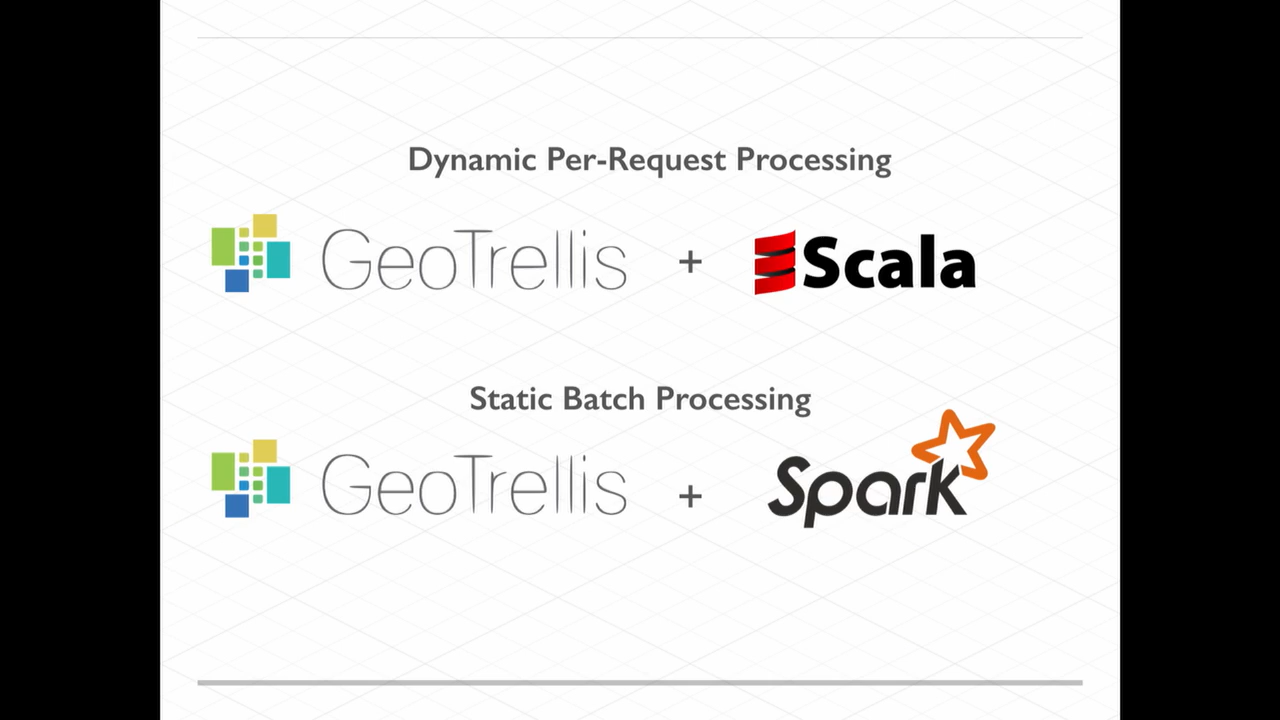 Dynamic Per-Request Processing
GeoTrellis + Scala
Static Batch Processing
GeoTrellis + Spark